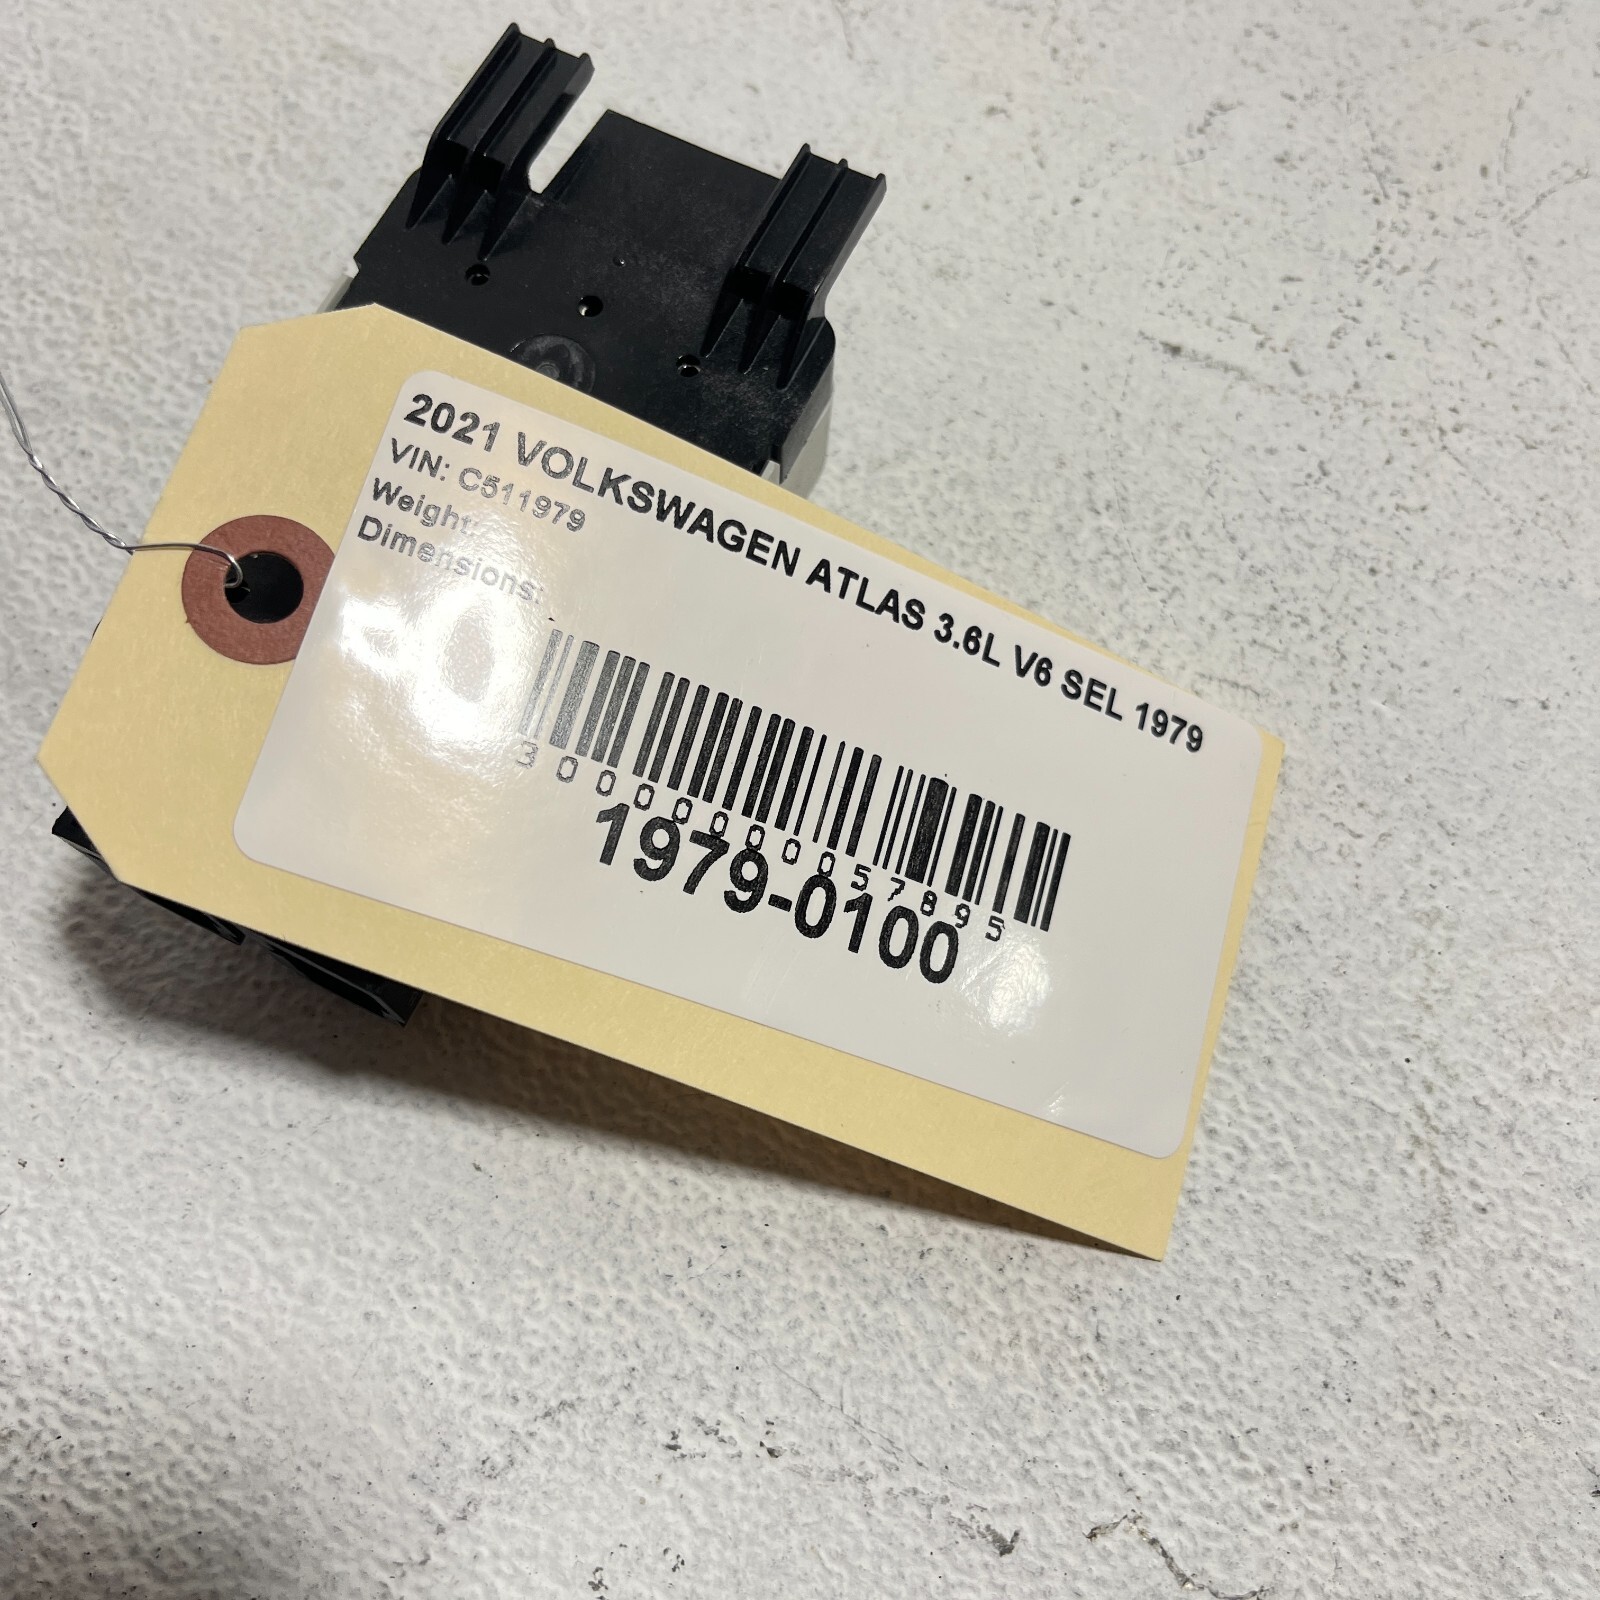 2021 VOLKSWAGEN ATLAS 3.6L V6 SEL 1979
VIN: C511979
Weight:
Dimensions:
3000000057895
1979-0100